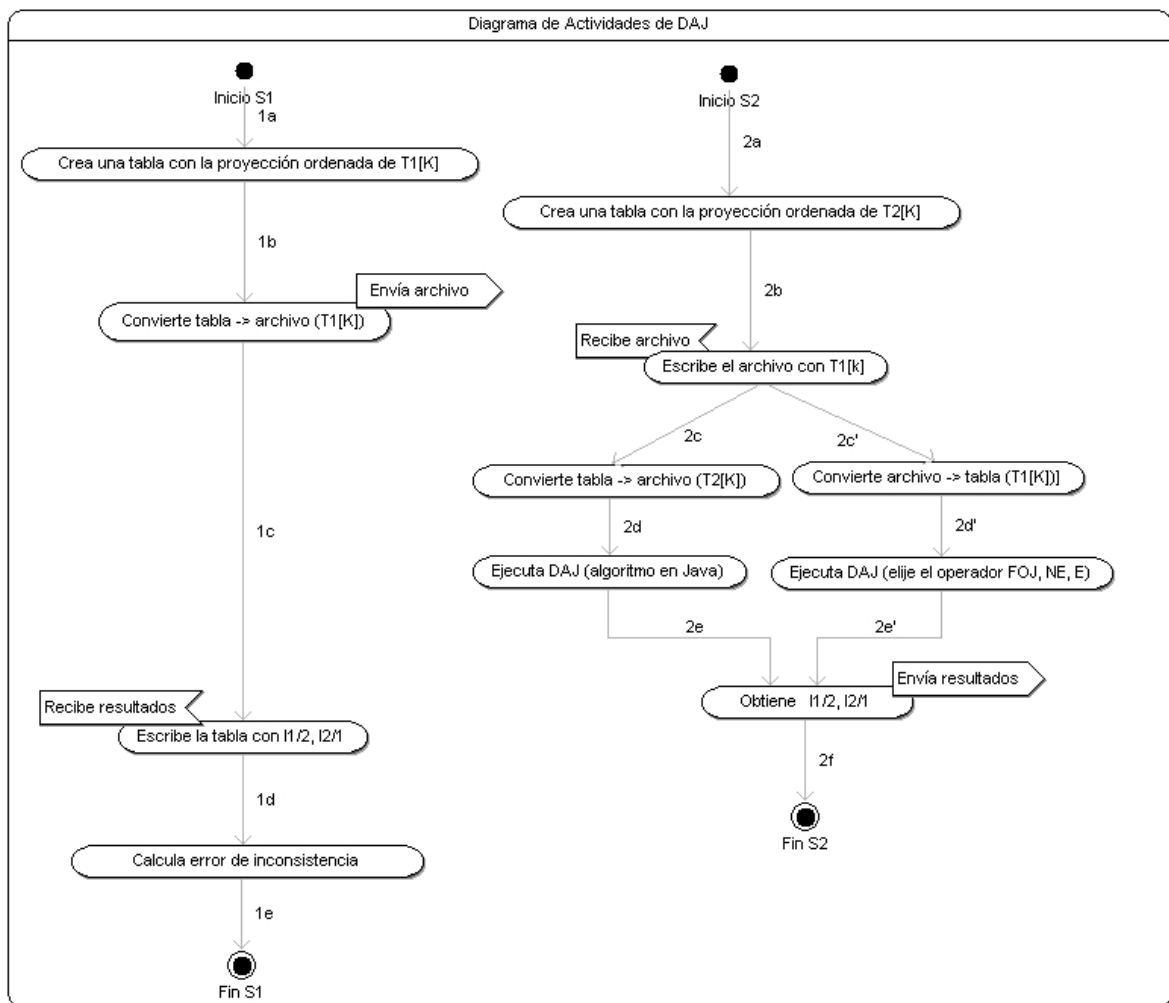 Diagrama de Actividades de DAJ
Inicio S1
1a
Crea una tabla con la proyección ordenada de T1[K]
1b
Envía archivo
Convierte tabla -> archivo (T1[K])
1c
Recibe resultados
Escribe la tabla con I1/2, I2/1
1d
Calcula error de inconsistencia
1e
Fin S1
Inicio S2
2a
Crea una tabla con la proyección ordenada de T2[K]
2b
Recibe archivo
Escribe el archivo con T1[k]
2c
2c'
Convierte tabla -> archivo (T2[K])
Convierte archivo -> tabla (T1[K])]
2d
2d'
Ejecuta DAJ (algoritmo en Java)
Ejecuta DAJ (elije el operador FOJ, NE, E)
2e
2e'
Envía resultados
Obtiene I1/2, I2/1
2f
Fin S2